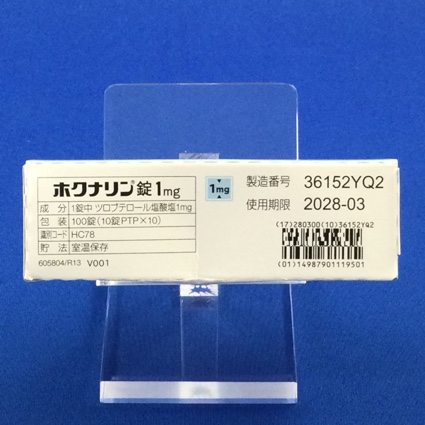 ホクナリン®錠1mg
成分 1錠中 ツロブテロール塩酸塩1mg
包装 100錠(10錠PTP×10)
識別コード HC78
貯法 室温保存
605804/R13 V001
1mg
製造番号 36152YQ2
使用期限 2028-03
(17)280300(10)36152YQ2
(01)14987901119501